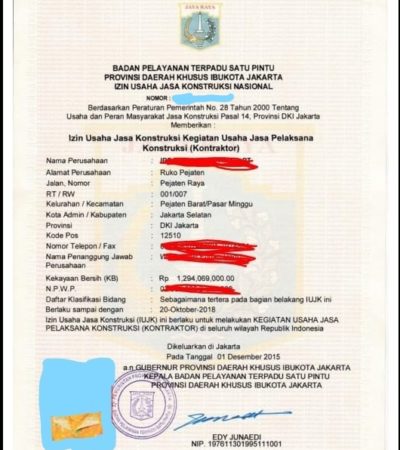 JAYA RAYA
BADAN PELAYANAN TERPADU SATU PINTU
PROVINSI DAERAH KHUSUS IBUKOTA JAKARTA
IZIN USAHA JASA KONSTRUKSI NASIONAL
NOMOR :
Berdasarkan Peraturan Pemerintah No. 28 Tahun 2000 Tentang
Usaha dan Peran Masyarakat Jasa Konstruksi Pasal 14, Provinsi DKI Jakarta
Memberikan :
Izin Usaha Jasa Konstruksi Kegiatan Usaha Jasa Pelaksana
Konstruksi (Kontraktor)
Nama Perusahaan :
Alamat Perusahaan : Ruko Pejaten
Jalan, Nomor : Pejaten Raya
RT / RW : 001/007
Kelurahan / Kecamatan : Pejaten Barat/Pasar Minggu
Kota Admin / Kabupaten : Jakarta Selatan
Provinsi : DKI Jakarta
Kode Pos : 12510
Nomor Telepon / Fax :
Nama Penanggung Jawab :
Perusahaan
Kekayaan Bersih (KB) : Rp 1,294,069,000.00
N.P.W.P. :
Daftar Klasifikasi Bidang : Sebagaimana tertera pada bagian belakang IUJK ini
Berlaku sampai dengan : 20-Oktober-2018
Izin Usaha Jasa Konstruksi (IUJK) ini berlaku untuk melakukan KEGIATAN USAHA JASA
PELAKSANA KONSTRUKSI (KONTRAKTOR) di seluruh wilayah Republik Indonesia
Dikeluarkan di Jakarta
Pada Tanggal 01 Desember 2015
a.n GUBERNUR PROVINSI DAERAH KHUSUS IBUKOTA JAKARTA
KEPALA BADAN PELAYANAN TERPADU SATU PINTU
PROVINSI DAERAH KHUSUS IBUKOTA JAKARTA
EDY JUNAEDI
NIP. 197611301995111001